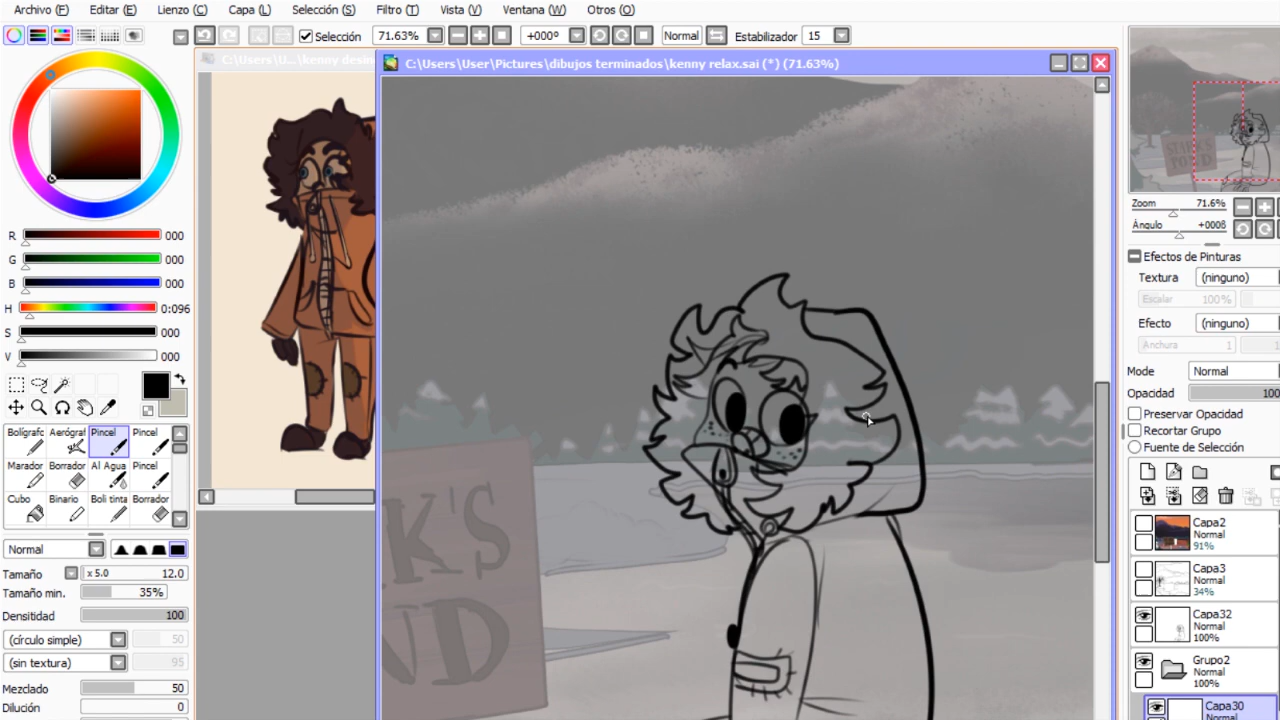 Archivo (F) Editar (E) Lienzo (C) Capa (L) Selección (S) Filtro (T) Vista (V) Ventana (W) Otros (O)
Selección 71.63% +000º Normal Estabilizador 15
C:\Users\User\Pictures\dibujos terminados\kenny relax.sai (*) (71.63%)
R 000
G 000
B 000
H 0:096
S 000
V 000
Bolígrafo Aerógraf Pincel Pincel
Marador Borrador Al Agua Pincel
Cubo Binario Boli tinta Borrador
Normal
Tamaño x 5.0 12.0
Tamaño min. 35%
Densitidad 100
(círculo simple) 50
(sin textura) 95
Mezclado 50
Dilución 0
STARK'S
POND
K'S
ND
Zoom 71.6%
Ángulo
Efectos de Pinturas
Textura (ninguno)
Escalar 100%
Efecto (ninguno)
Anchura 1
Mode Normal
Opacidad 100
Preservar Opacidad
Recortar Grupo
Fuente de Selección
Capa2
Normal
91%
Capa3
Normal
34%
Capa32
Normal
100%
Grupo2
Normal
100%
Capa30
Normal